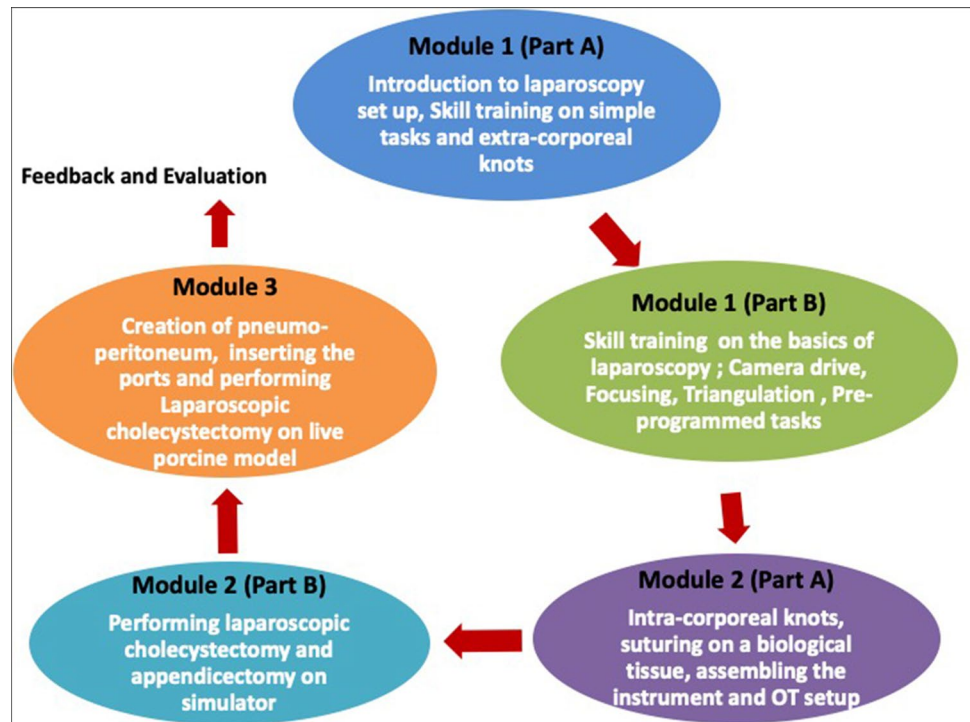 Module 1 (Part A)
Introduction to laparoscopy
set up, Skill training on simple
tasks and extra-corporeal
knots
Feedback and Evaluation
Module 3
Creation of pneumo-
peritoneum, inserting the
ports and performing
Laparoscopic
cholecystectomy on live
porcine model
Module 1 (Part B)
Skill training on the basics of
laparoscopy ; Camera drive,
Focusing, Triangulation , Pre-
programmed tasks
Module 2 (Part B)
Performing laparoscopic
cholecystectomy and
appendicectomy on
simulator
Module 2 (Part A)
Intra-corporeal knots,
suturing on a biological
tissue, assembling the
instrument and OT setup